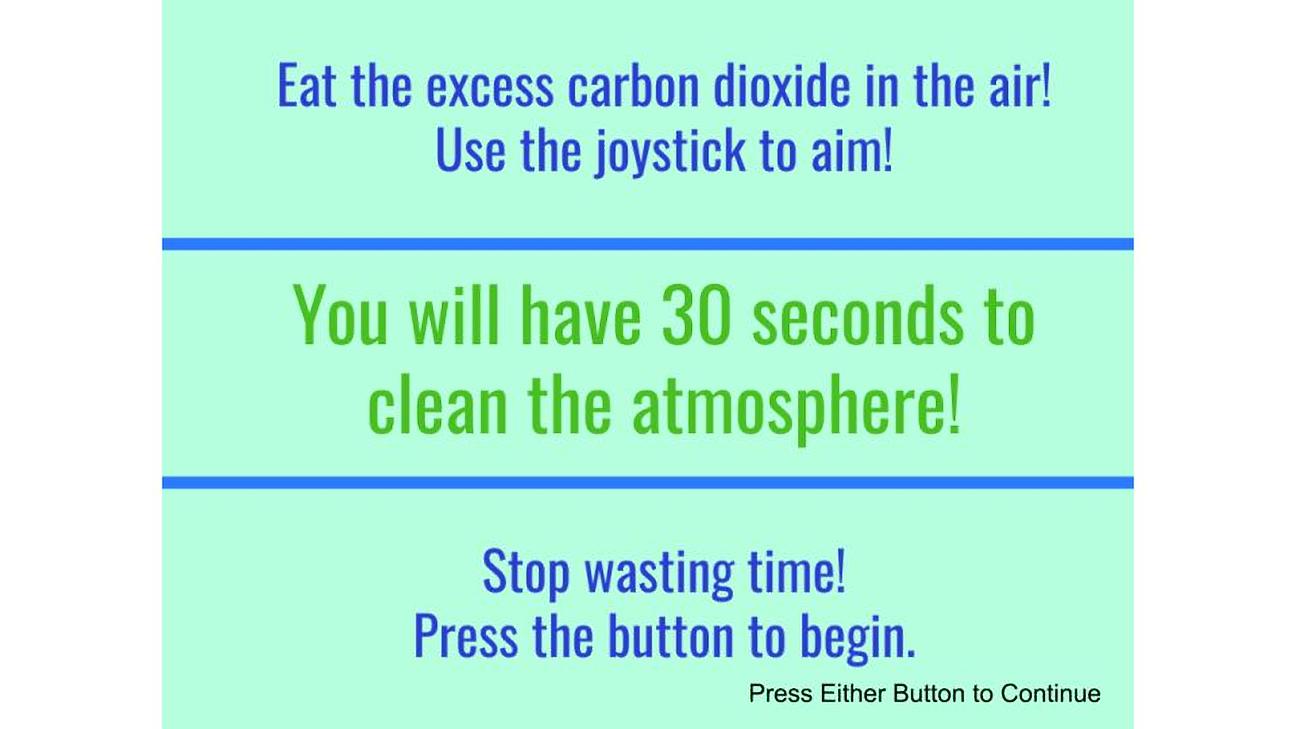 Eat the excess carbon dioxide in the air!
Use the joystick to aim!
You will have 30 seconds to
clean the atmosphere!
Stop wasting time!
Press the button to begin.
Press Either Button to Continue